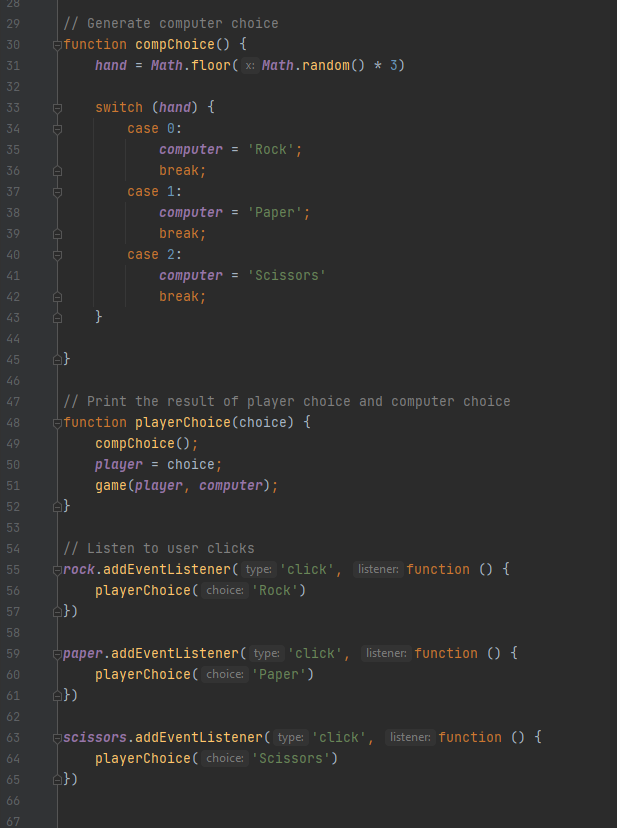 28
29 // Generate computer choice
30 function compChoice() {
31     hand = Math.floor( x: Math.random() * 3)
32
33     switch (hand) {
34         case 0:
35             computer = 'Rock';
36             break;
37         case 1:
38             computer = 'Paper';
39             break;
40         case 2:
41             computer = 'Scissors'
42             break;
43     }
44
45 }
46
47 // Print the result of player choice and computer choice
48 function playerChoice(choice) {
49     compChoice();
50     player = choice;
51     game(player, computer);
52 }
53
54 // Listen to user clicks
55 rock.addEventListener( type: 'click', listener: function () {
56     playerChoice( choice: 'Rock')
57 })
58
59 paper.addEventListener( type: 'click', listener: function () {
60     playerChoice( choice: 'Paper')
61 })
62
63 scissors.addEventListener( type: 'click', listener: function () {
64     playerChoice( choice: 'Scissors')
65 })
66
67